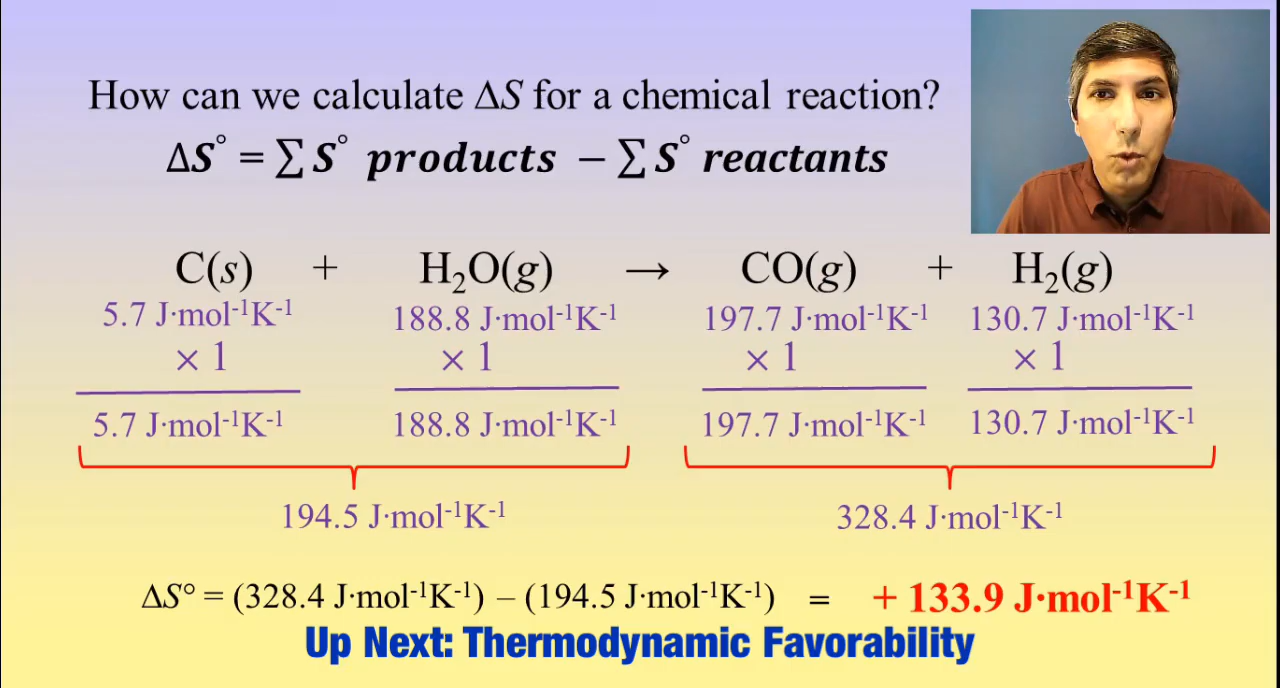 How can we calculate ΔS for a chemical reaction?
ΔS° = ∑ S° products − ∑ S° reactants
C(s) + H₂O(g) → CO(g) + H₂(g)
5.7 J·mol⁻¹K⁻¹ 188.8 J·mol⁻¹K⁻¹ 197.7 J·mol⁻¹K⁻¹ 130.7 J·mol⁻¹K⁻¹
× 1 × 1 × 1 × 1
5.7 J·mol⁻¹K⁻¹ 188.8 J·mol⁻¹K⁻¹ 197.7 J·mol⁻¹K⁻¹ 130.7 J·mol⁻¹K⁻¹
194.5 J·mol⁻¹K⁻¹ 328.4 J·mol⁻¹K⁻¹
ΔS° = (328.4 J·mol⁻¹K⁻¹) – (194.5 J·mol⁻¹K⁻¹) = + 133.9 J·mol⁻¹K⁻¹
Up Next: Thermodynamic Favorability